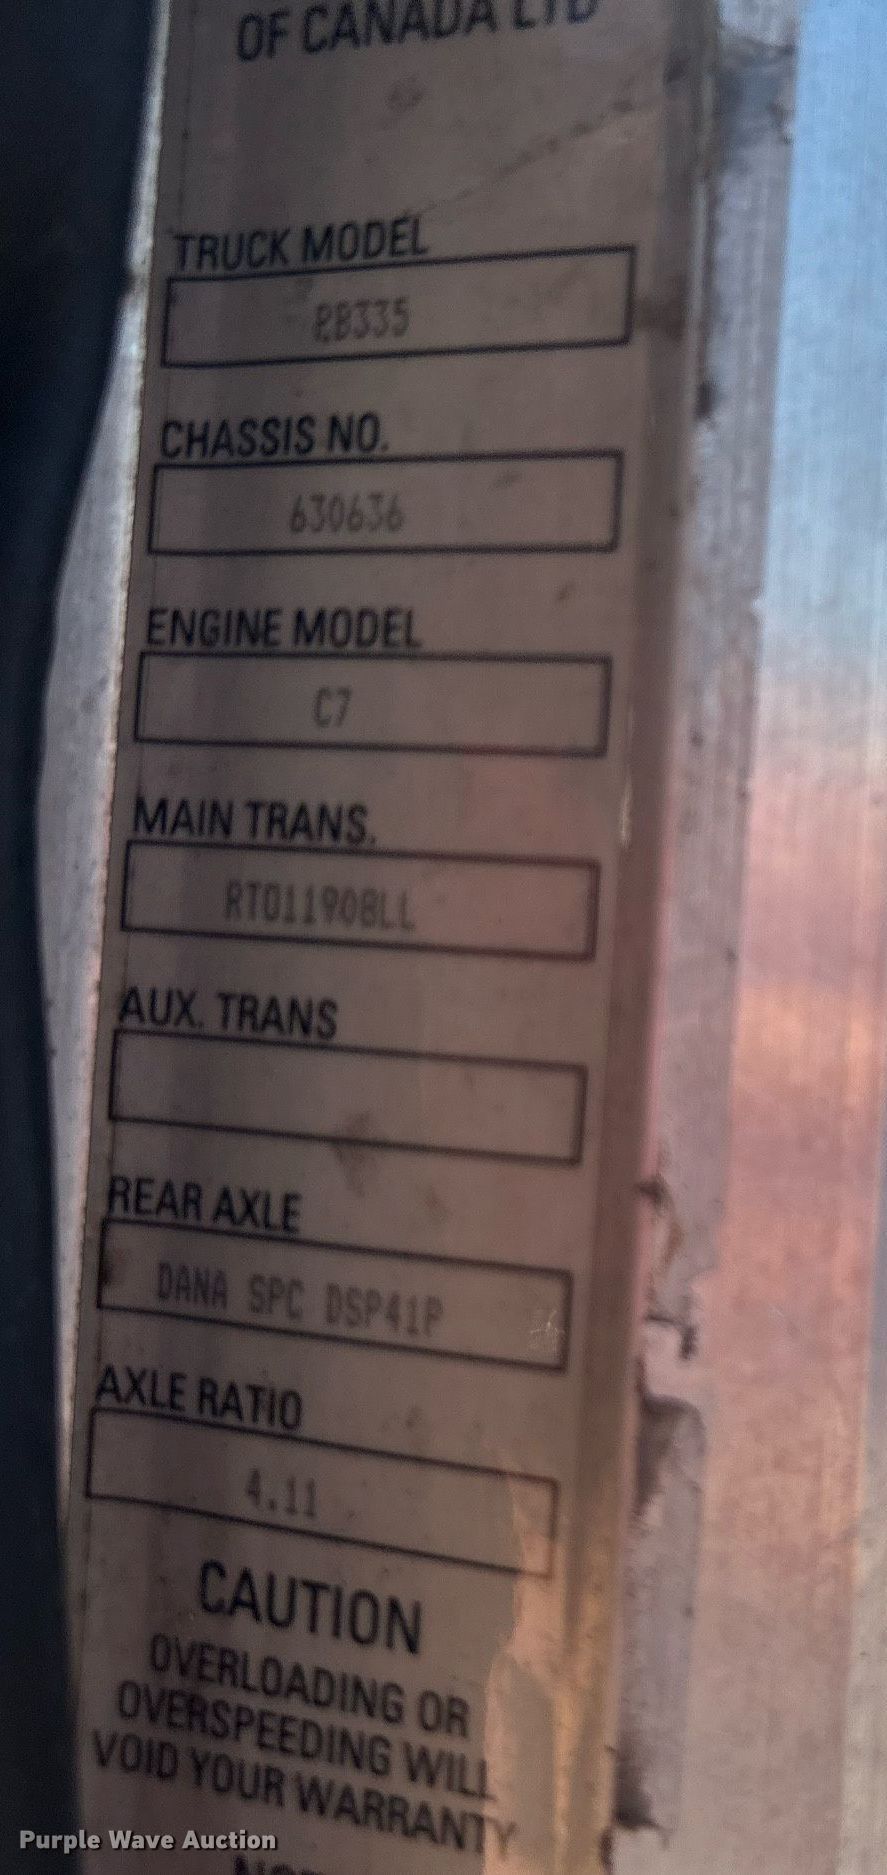 OF CANADA LTD
TRUCK MODEL
PB335
CHASSIS NO.
630636
ENGINE MODEL
C7
MAIN TRANS.
RTO11908LL
AUX. TRANS
REAR AXLE
DANA SPC DSP41P
AXLE RATIO
4.11
CAUTION
OVERLOADING OR
OVERSPEEDING WILL
VOID YOUR WARRANTY
Purple Wave Auction